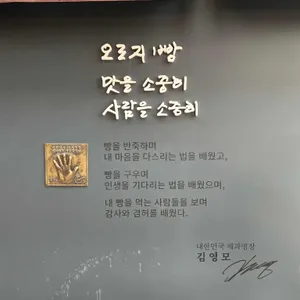 오로지 빵
맛을 소중히
사람을 소중히
빵을 반죽하며
내 마음을 다스리는 법을 배웠고,
빵을 구우며
인생을 기다리는 법을 배웠으며,
내 빵을 먹는 사람들을 보며
감사와 겸허를 배웠다.
대한민국 제과명장
김영모